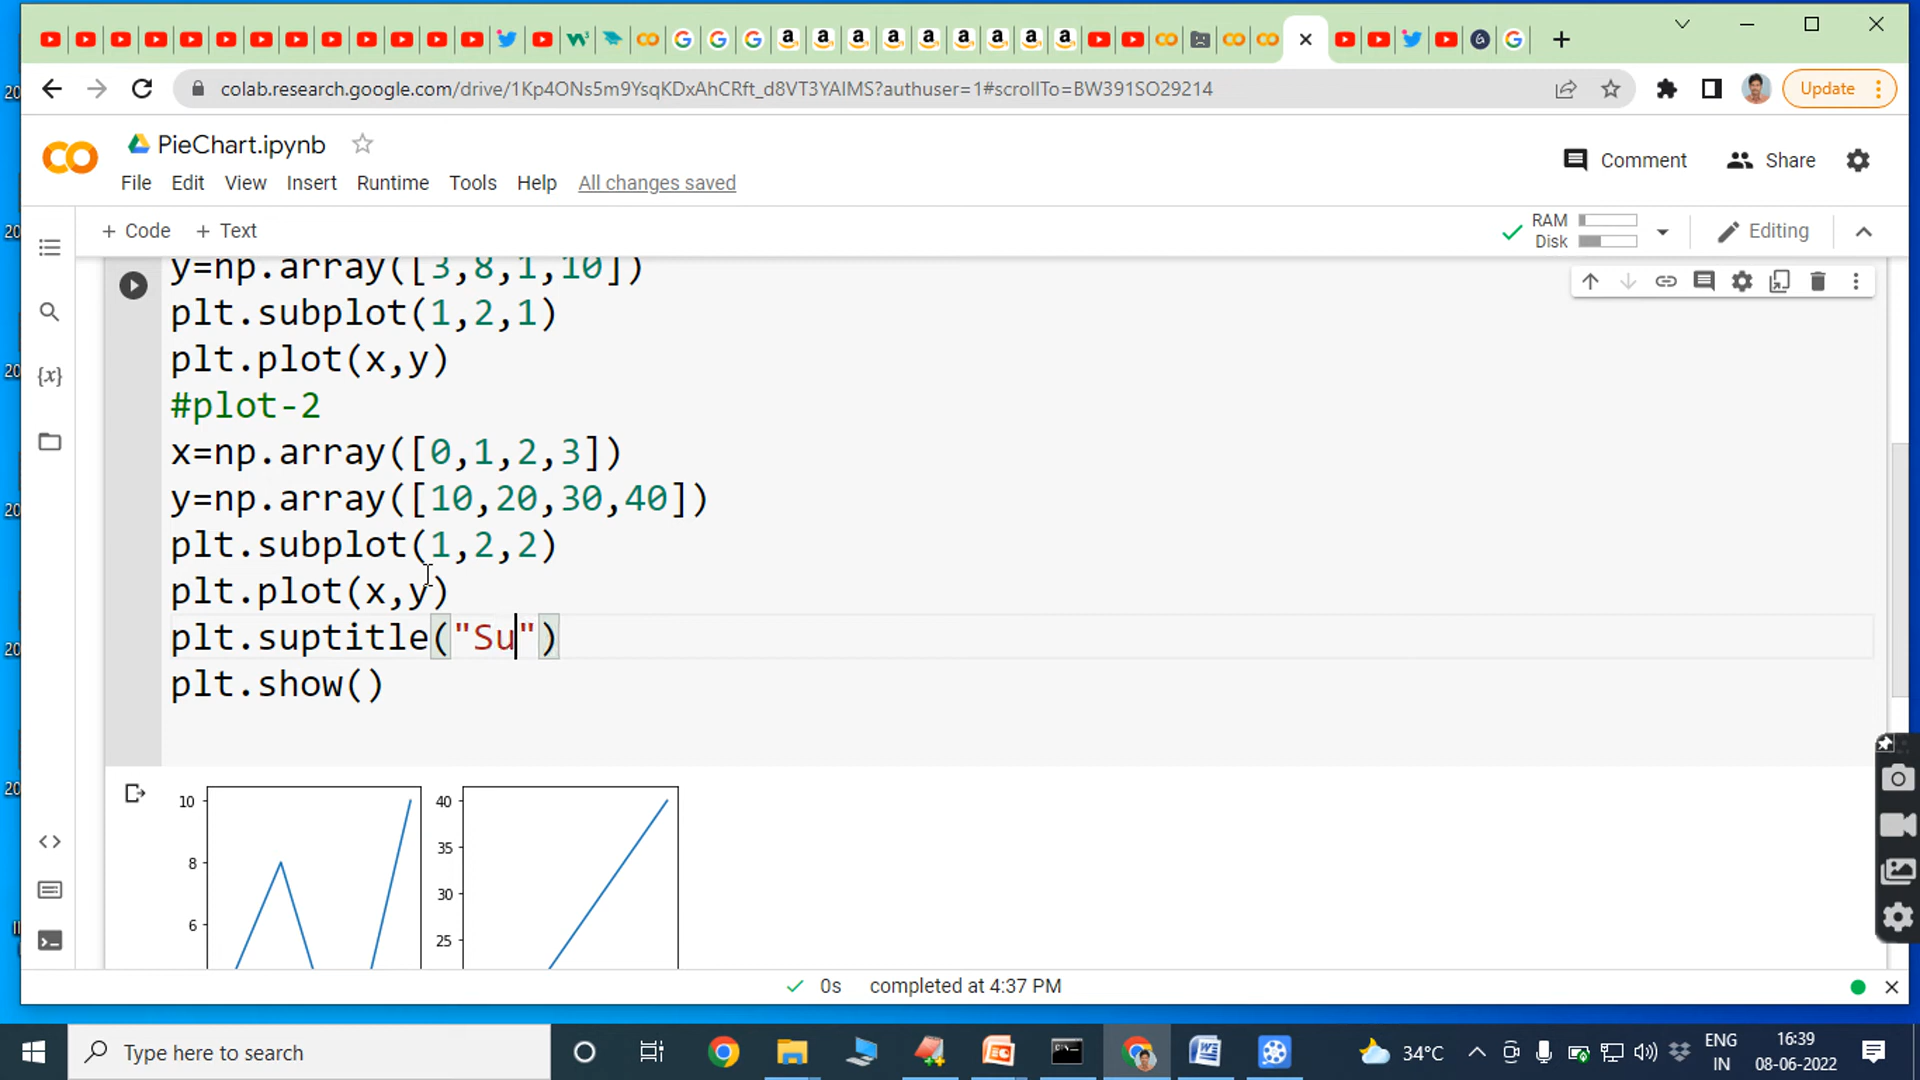 colab.research.google.com/drive/1Kp4ONs5m9YsqKDxAhCRft_d8VT3YAlMS?authuser=1#scrollTo=BW391SO29214
Update
PieChart.ipynb
Comment
Share
File Edit View Insert Runtime Tools Help All changes saved
+ Code + Text
RAM
Disk
Editing
y=np.array([3,8,1,10])
plt.subplot(1,2,1)
plt.plot(x,y)
#plot-2
x=np.array([0,1,2,3])
y=np.array([10,20,30,40])
plt.subplot(1,2,2)
plt.plot(x,y)
plt.suptitle("Su")
plt.show()
10 40
35
8
30
6
25
0s completed at 4:37 PM
Type here to search
34°C
ENG
IN
16:39
08-06-2022